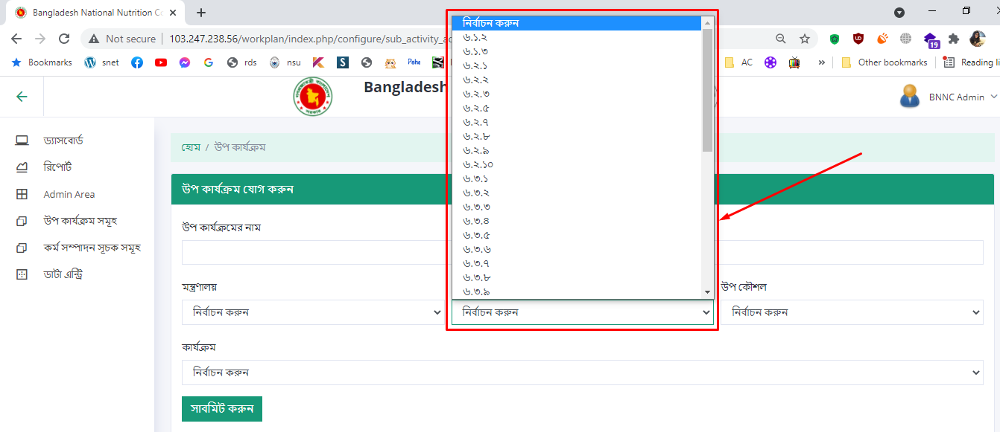 Bangladesh National Nutrition Co
Not secure
103.247.238.56/workplan/index.php/configure/sub_activity_ad
19
Bookmarks
snet
rds
nsu
AC
Other bookmarks
Reading li
Bangladesh
BNNC Admin
ড্যাসবোর্ড
রিপোর্ট
Admin Area
উপ কার্যক্রম সমূহ
কর্ম সম্পাদন সূচক সমূহ
ডাটা এন্ট্রি
হোম / উপ কার্যক্রম
উপ কার্যক্রম যোগ করুন
উপ কার্যক্রমের নাম
মন্ত্রণালয়
নির্বাচন করুন
নির্বাচন করুন
৬.১.২
৬.১.৩
৬.২.১
৬.২.২
৬.২.৩
৬.২.৫
৬.২.৭
৬.২.৮
৬.২.৯
৬.২.১০
৬.৩.১
৬.৩.২
৬.৩.৩
৬.৩.৪
৬.৩.৫
৬.৩.৬
৬.৩.৭
৬.৩.৮
৬.৩.৯
নির্বাচন করুন
উপ কৌশল
নির্বাচন করুন
কার্যক্রম
নির্বাচন করুন
সাবমিট করুন